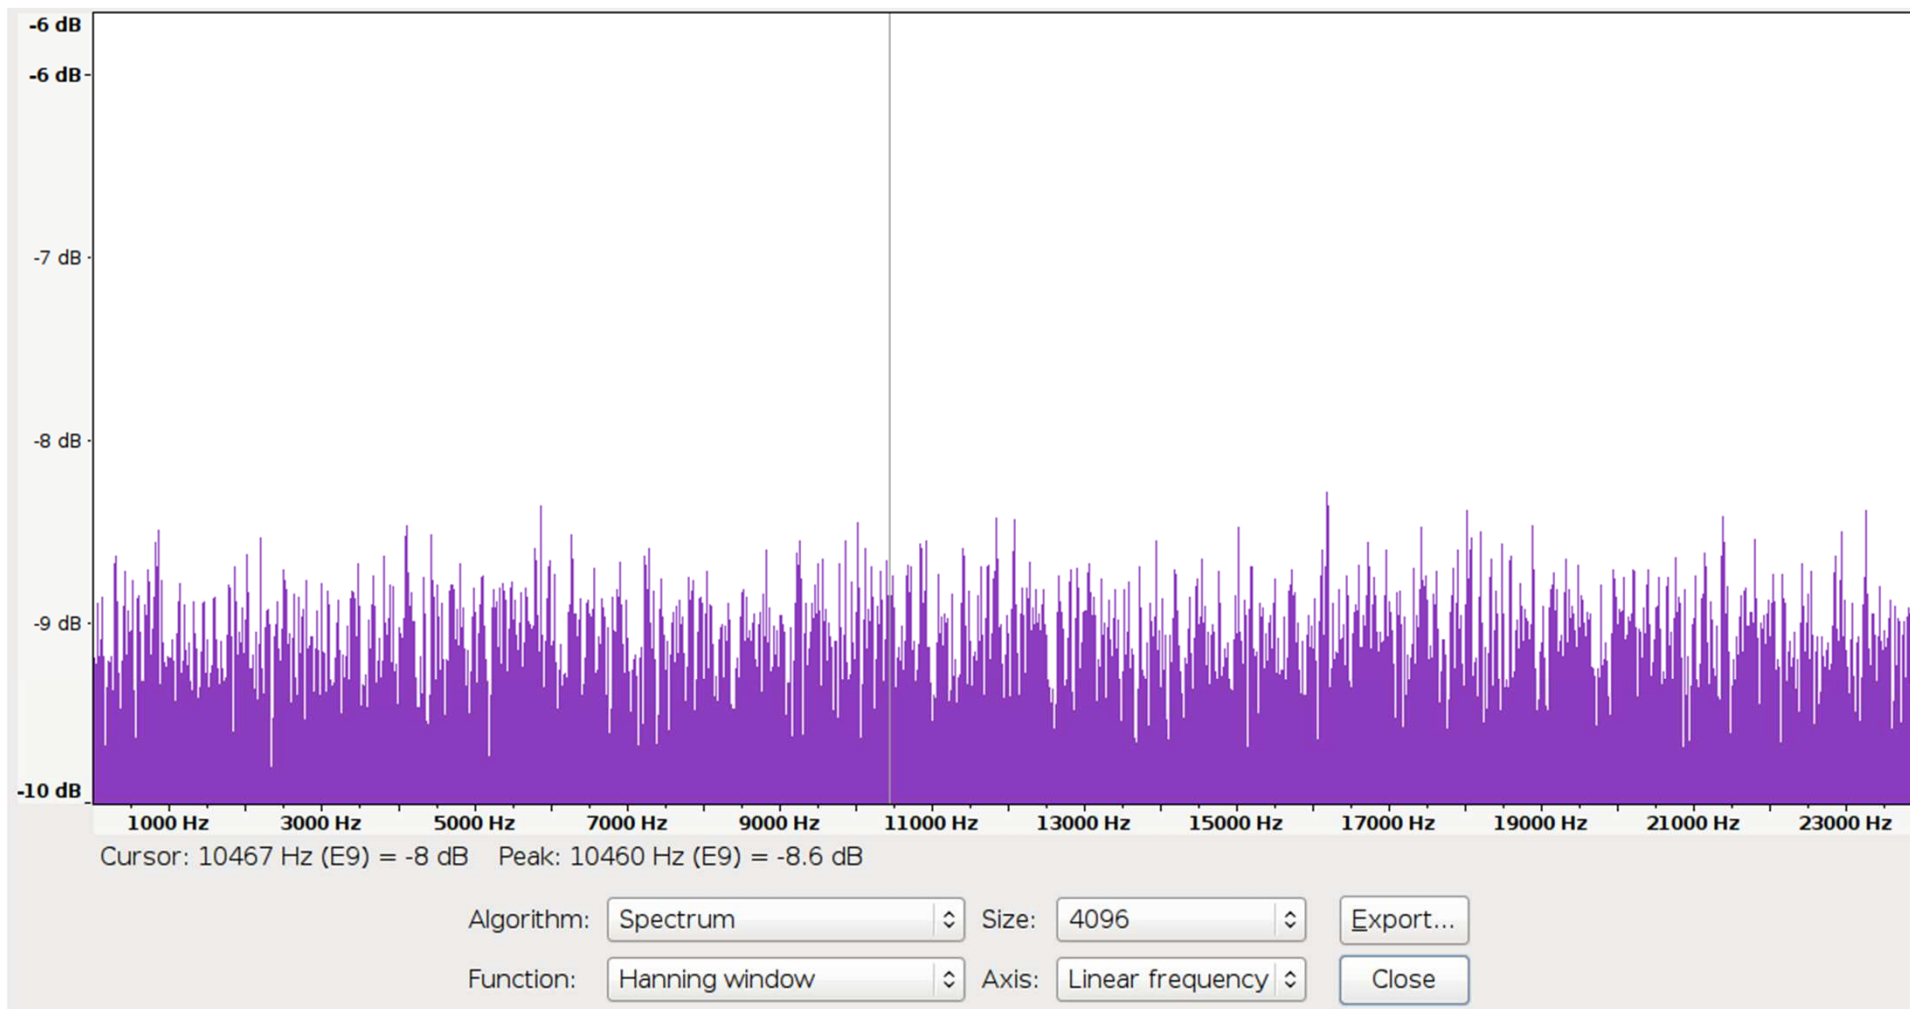 -6 dB
-6 dB
-7 dB
-8 dB
-9 dB
-10 dB
1000 Hz 3000 Hz 5000 Hz 7000 Hz 9000 Hz 11000 Hz 13000 Hz 15000 Hz 17000 Hz 19000 Hz 21000 Hz 23000 Hz
Cursor: 10467 Hz (E9) = -8 dB Peak: 10460 Hz (E9) = -8.6 dB
Algorithm: Spectrum Size: 4096 Export...
Function: Hanning window Axis: Linear frequency Close